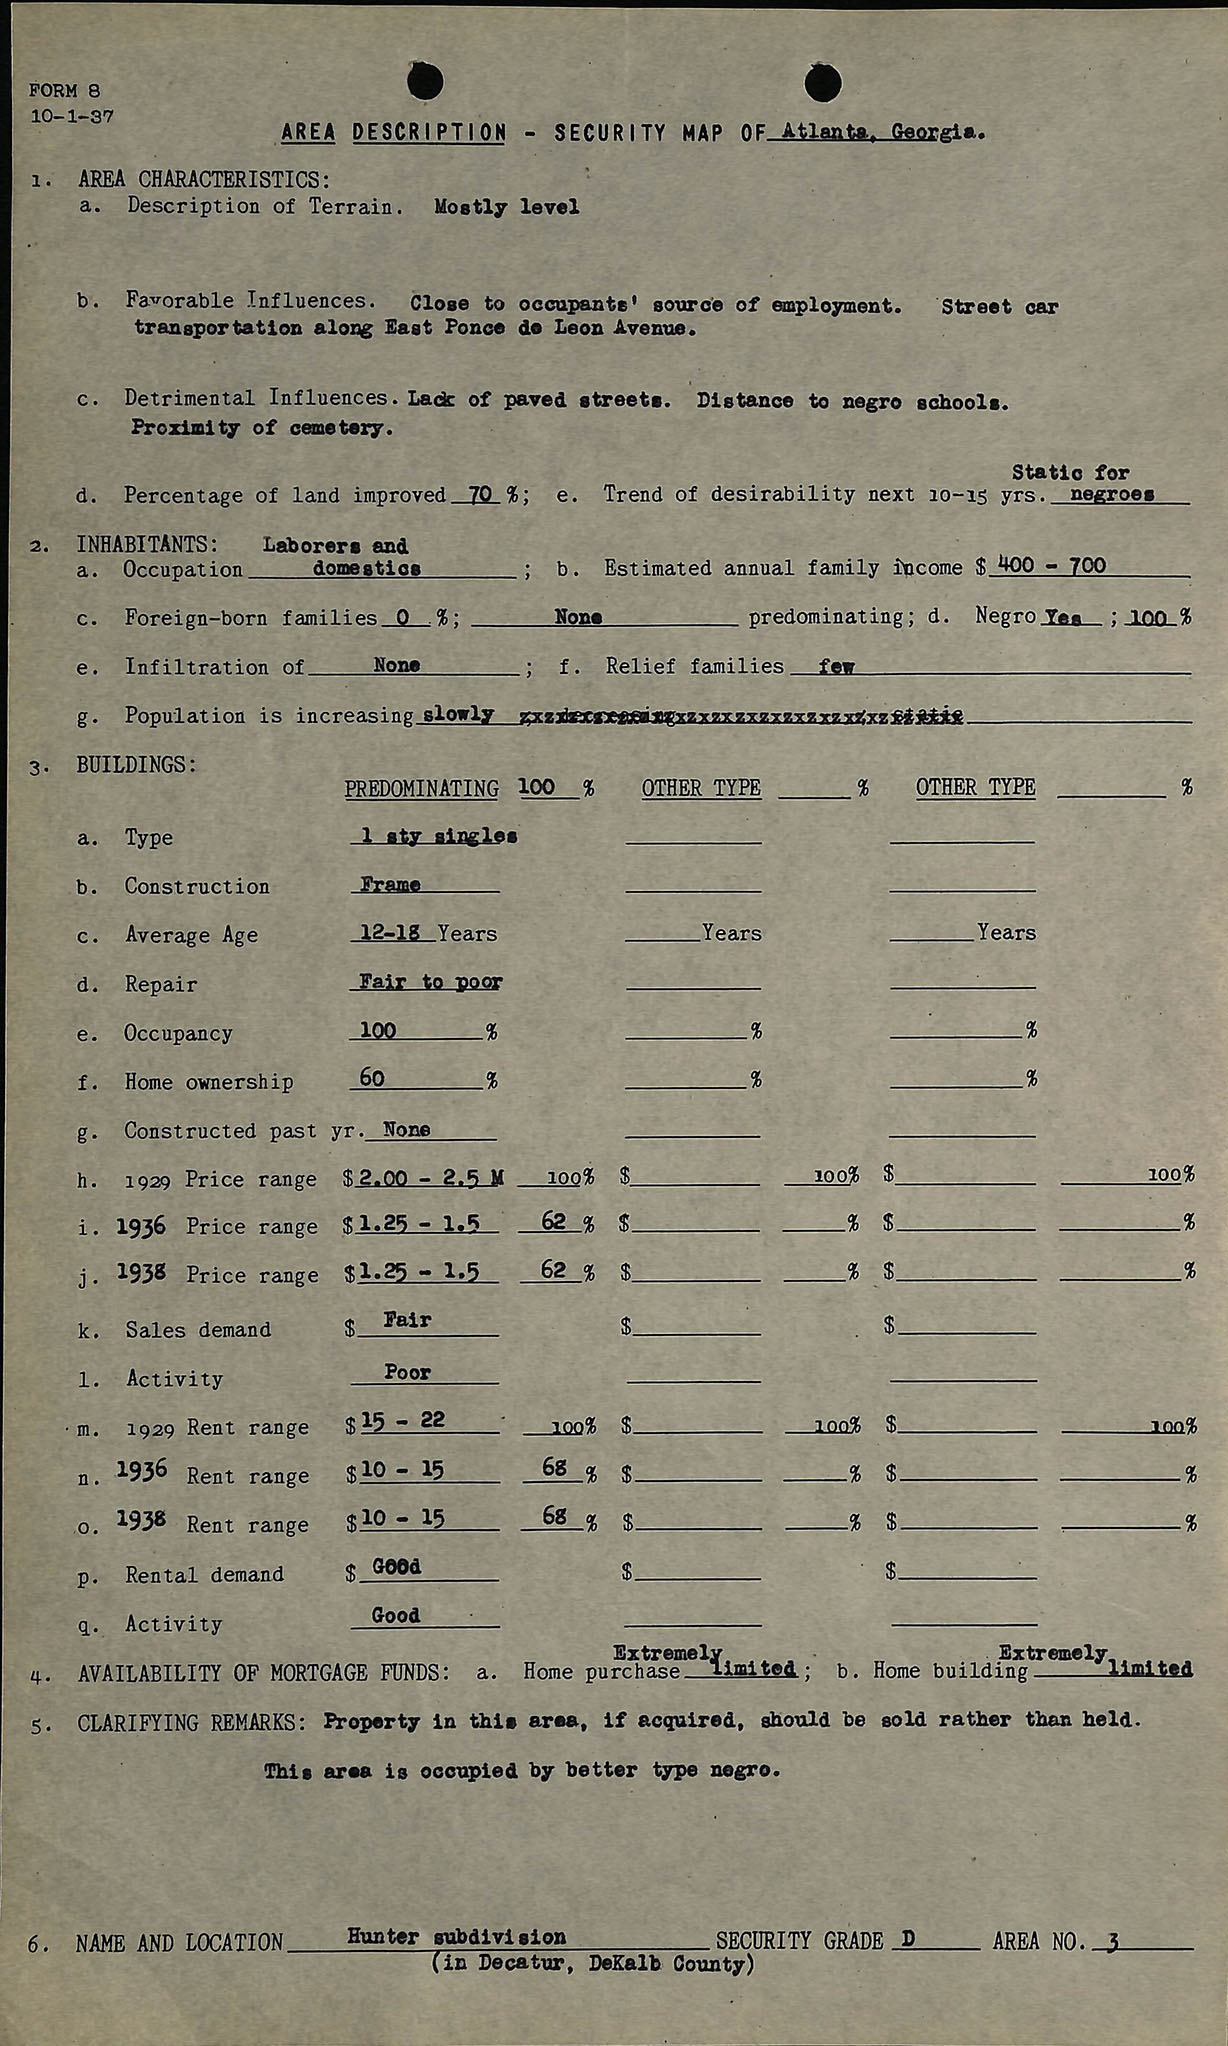 FORM 8
10-1-37
AREA DESCRIPTION - SECURITY MAP OF Atlanta, Georgia.
1. AREA CHARACTERISTICS:
a. Description of Terrain. Mostly level
b. Favorable Influences. Close to occupants' source of employment. Street car
transportation along East Ponce de Leon Avenue.
c. Detrimental Influences. Lack of paved streets. Distance to negro schools.
Proximity of cemetery.
Static for
d. Percentage of land improved 70 %; e. Trend of desirability next 10-15 yrs. negroes
2. INHABITANTS: Laborers and
a. Occupation domestics ; b. Estimated annual family income $ 400 - 700
c. Foreign-born families 0 %; None predominating; d. Negro Yes ; 100 %
e. Infiltration of None ; f. Relief families few
g. Population is increasing slowly
3. BUILDINGS:
PREDOMINATING 100 % OTHER TYPE % OTHER TYPE %
a. Type 1 sty singles
b. Construction Frame
c. Average Age 12-18 Years Years Years
d. Repair Fair to poor
e. Occupancy 100 % % %
f. Home ownership 60 % % %
g. Constructed past yr. None
h. 1929 Price range $ 2.00 - 2.5 M 100% $ 100% $ 100%
i. 1936 Price range $ 1.25 - 1.5 62 % $ % $ %
j. 1938 Price range $ 1.25 - 1.5 62 % $ % $ %
k. Sales demand $ Fair $ $
l. Activity Poor
m. 1929 Rent range $ 15 - 22 100% $ 100% $ 100%
n. 1936 Rent range $ 10 - 15 68 % $ % $ %
o. 1938 Rent range $ 10 - 15 68 % $ % $ %
p. Rental demand $ Good $ $
q. Activity Good
Extremely Extremely
4. AVAILABILITY OF MORTGAGE FUNDS: a. Home purchase limited; b. Home building limited
5. CLARIFYING REMARKS: Property in this area, if acquired, should be sold rather than held.
This area is occupied by better type negro.
6. NAME AND LOCATION Hunter subdivision SECURITY GRADE D AREA NO. 3
(in Decatur, DeKalb County)